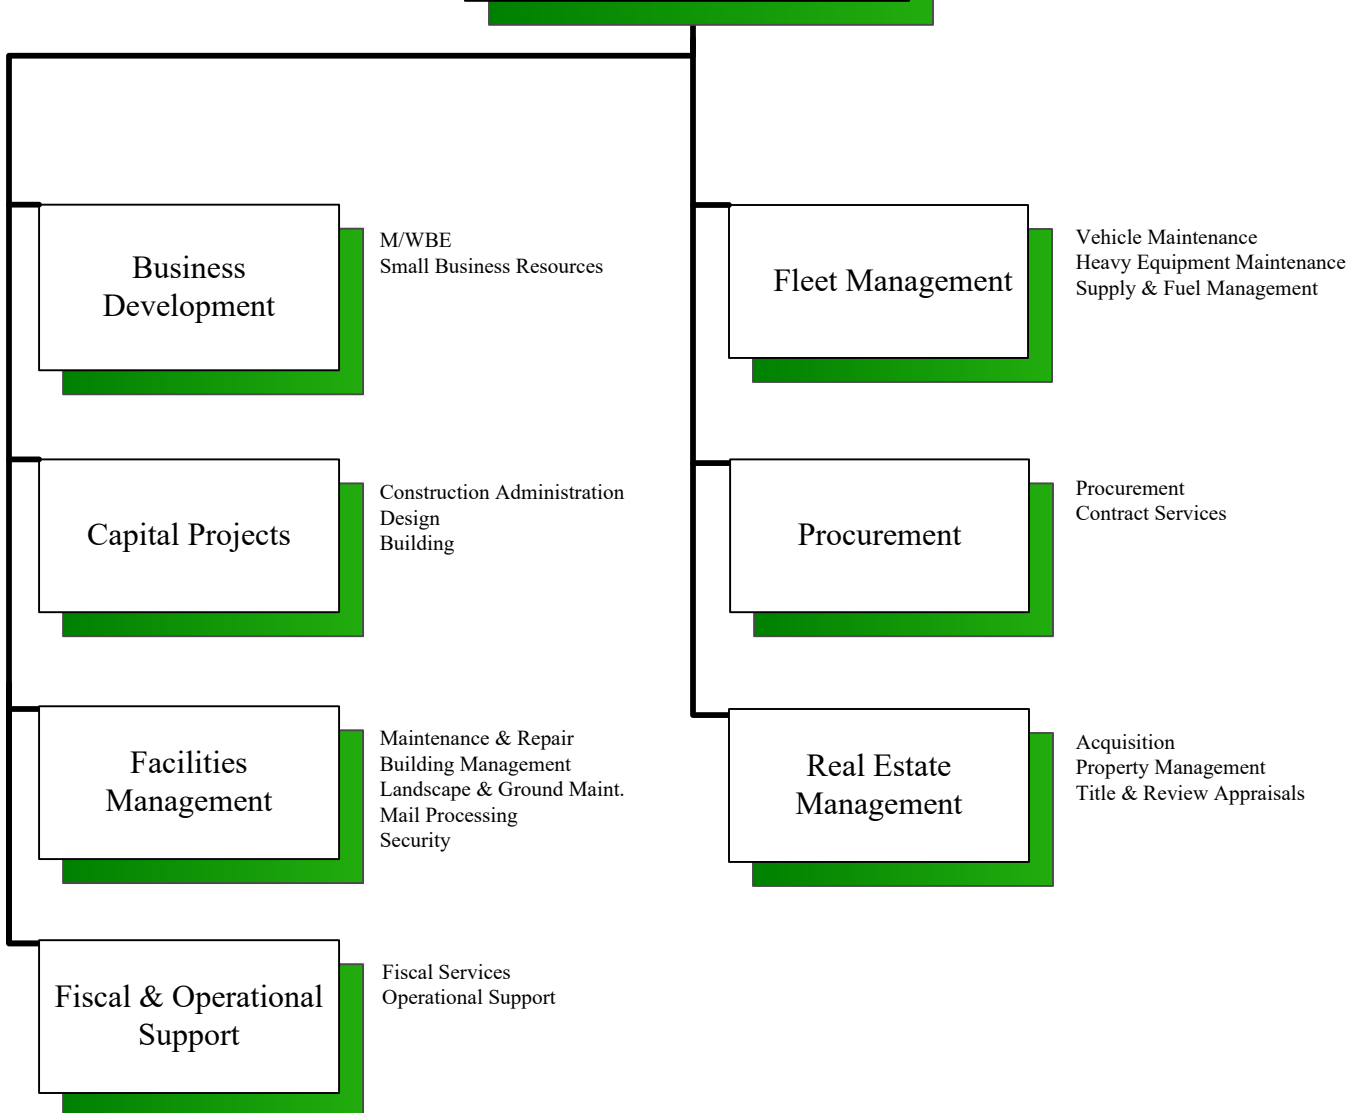 Business
Development
M/WBE
Small Business Resources
Capital Projects
Construction Administration
Design
Building
Facilities
Management
Maintenance & Repair
Building Management
Landscape & Ground Maint.
Mail Processing
Security
Fiscal & Operational
Support
Fiscal Services
Operational Support
Fleet Management
Vehicle Maintenance
Heavy Equipment Maintenance
Supply & Fuel Management
Procurement
Procurement
Contract Services
Real Estate
Management
Acquisition
Property Management
Title & Review Appraisals